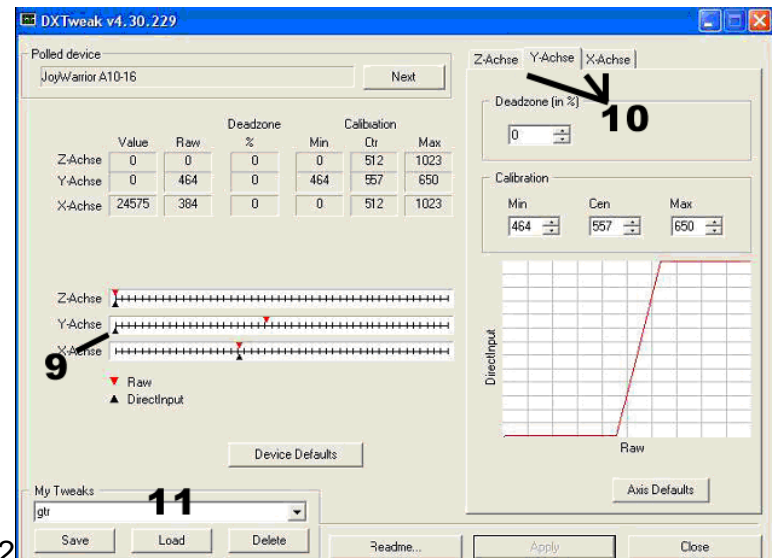 DXTweak v4.30.229
Polled device
JoyWarrior A10-16
Next
Deadzone Calibration
Value Raw % Min Ctr Max
Z-Achse 0 0 0 0 512 1023
Y-Achse 0 464 0 464 557 650
X-Achse 24575 384 0 0 512 1023
Z-Achse
Y-Achse
X-Achse
9
Raw
DirectInput
Device Defaults
My Tweaks
11
gtr
Save Load Delete
Z-Achse Y-Achse X-Achse
10
Deadzone (in %)
0
Calibration
Min Cen Max
464 557 650
DirectInput
Raw
Axis Defaults
2
Readme... Apply Close